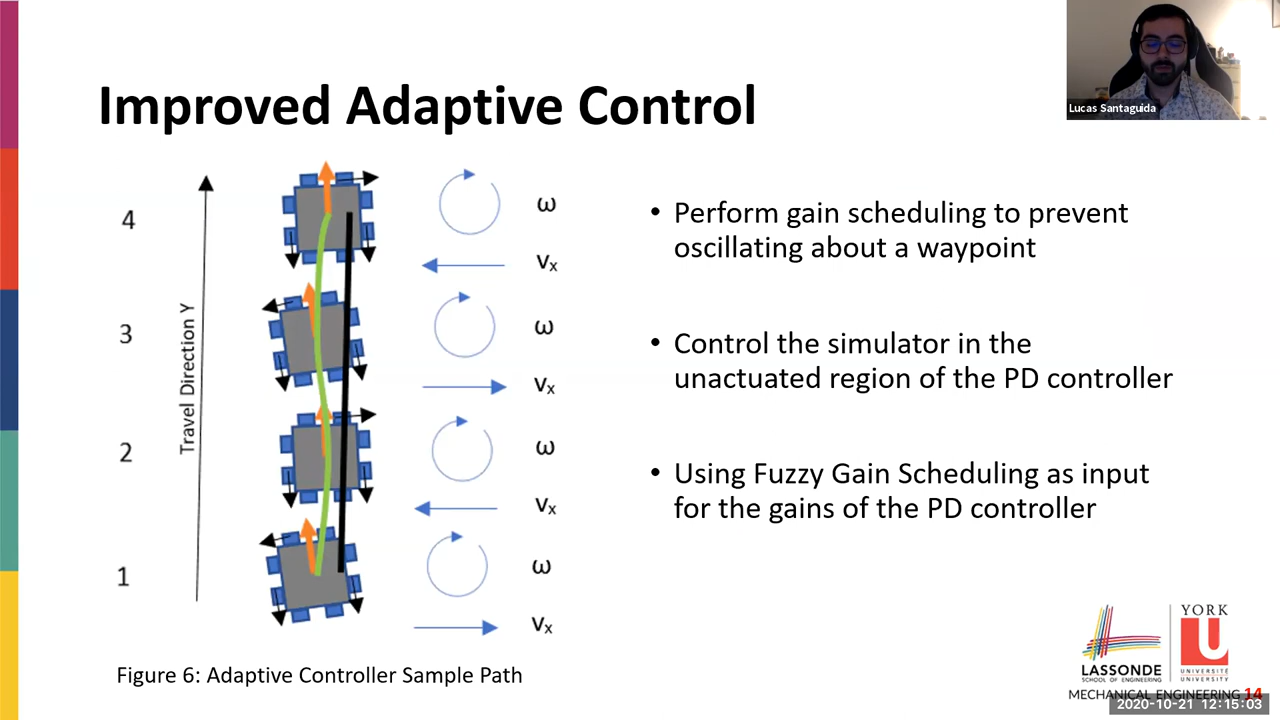 Lucas Santaguida
Improved Adaptive Control
4
3
2
1
Travel Direction Y
ω
Vx
ω
Vx
ω
Vx
ω
Vx
• Perform gain scheduling to prevent
oscillating about a waypoint
• Control the simulator in the
unactuated region of the PD controller
• Using Fuzzy Gain Scheduling as input
for the gains of the PD controller
Figure 6: Adaptive Controller Sample Path
LASSONDE
SCHOOL OF ENGINEERING
YORK
U
UNIVERSITÉ
UNIVERSITY
MECHANICAL ENGINEERING 14
2020-10-21 12:15:03